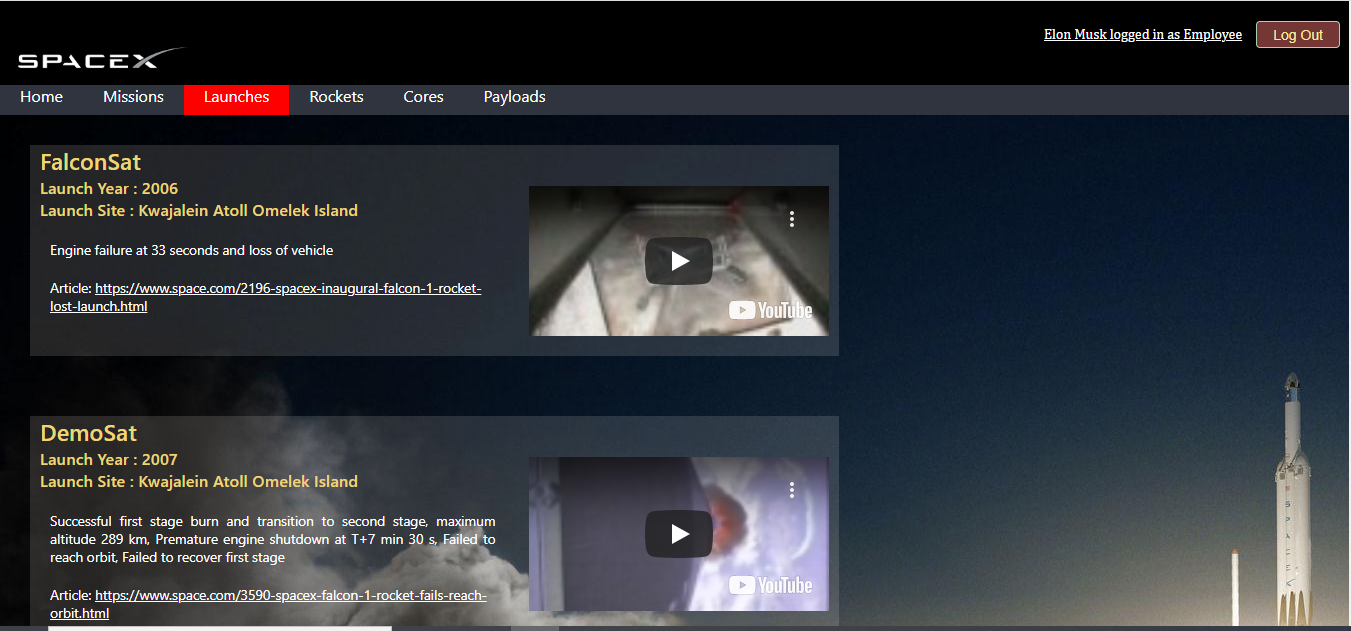 Elon Musk logged in as Employee
Log Out
SPACEX
Home
Missions
Launches
Rockets
Cores
Payloads
FalconSat
Launch Year : 2006
Launch Site : Kwajalein Atoll Omelek Island
Engine failure at 33 seconds and loss of vehicle
Article: https://www.space.com/2196-spacex-inaugural-falcon-1-rocket-
lost-launch.html
YouTube
DemoSat
Launch Year : 2007
Launch Site : Kwajalein Atoll Omelek Island
Successful first stage burn and transition to second stage, maximum
altitude 289 km, Premature engine shutdown at T+7 min 30 s, Failed to
reach orbit, Failed to recover first stage
Article: https://www.space.com/3590-spacex-falcon-1-rocket-fails-reach-
orbit.html
YouTube
SPACEX